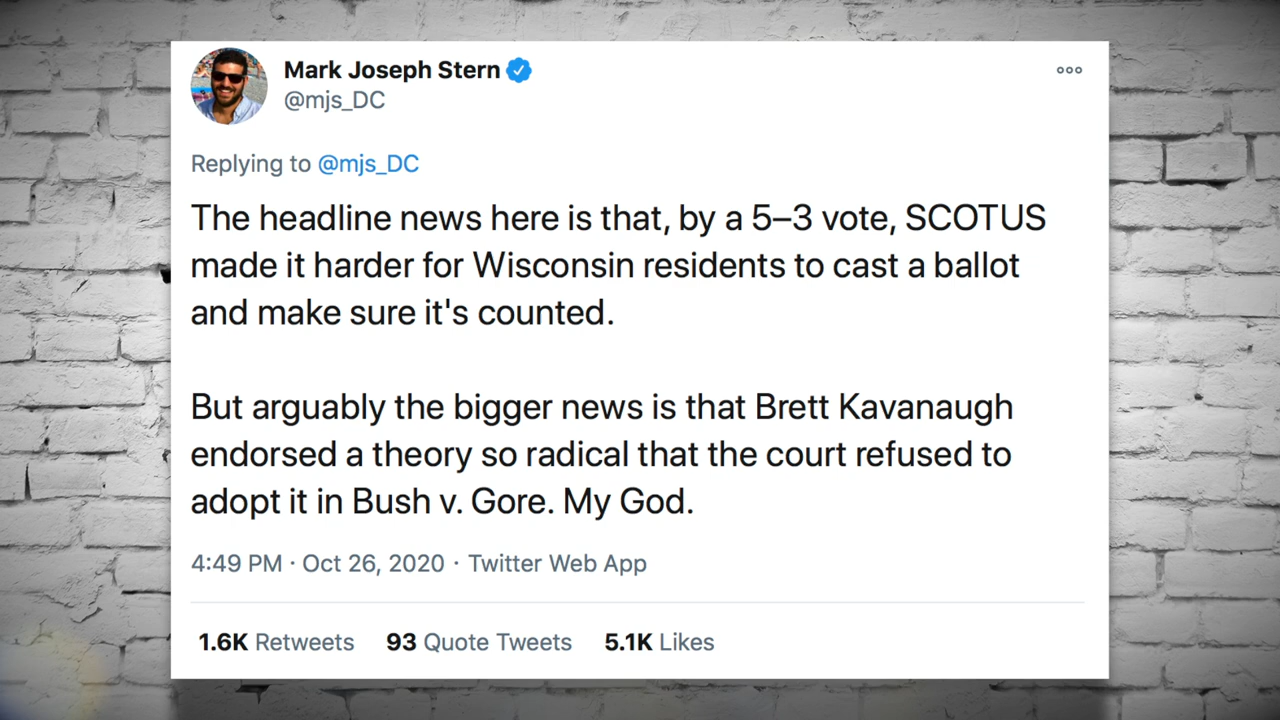 Mark Joseph Stern
@mjs_DC
Replying to @mjs_DC
The headline news here is that, by a 5–3 vote, SCOTUS
made it harder for Wisconsin residents to cast a ballot
and make sure it's counted.
But arguably the bigger news is that Brett Kavanaugh
endorsed a theory so radical that the court refused to
adopt it in Bush v. Gore. My God.
4:49 PM · Oct 26, 2020 · Twitter Web App
1.6K Retweets 93 Quote Tweets 5.1K Likes